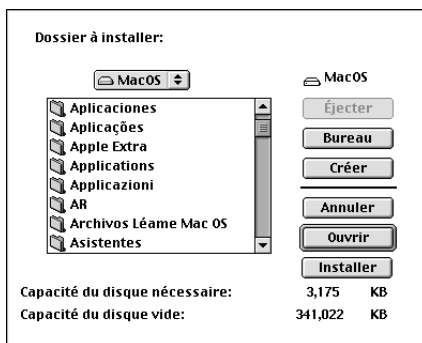 Dossier à installer:
MacOS
MacOS
Aplicaciones
Éjecter
Aplicações
Apple Extra
Bureau
Applications
Créer
Applicazioni
AR
Annuler
Archivos Léame Mac OS
Ouvrir
Asistentes
Installer
Capacité du disque nécessaire: 3,175 KB
Capacité du disque vide: 341,022 KB